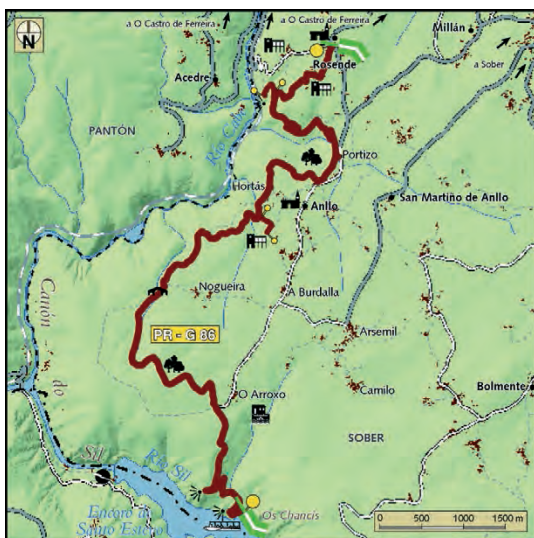 a O Castro
de Ferreira
a O Castro de Ferreira
Millán
N
Rosende
a Sober
Acedre
PANTÓN
Río Cabe
Portizo
Hortás
San Martiño de Anllo
Anllo
Cañón do
Sil
Nogueira
A Burdalla
PR - G 86
Arsemil
Camilo
Bolmente
O Arroxo
SOBER
Río Sil
Encoro de
Santo Estevo
Os Chancís
0 500 1000 1500 m